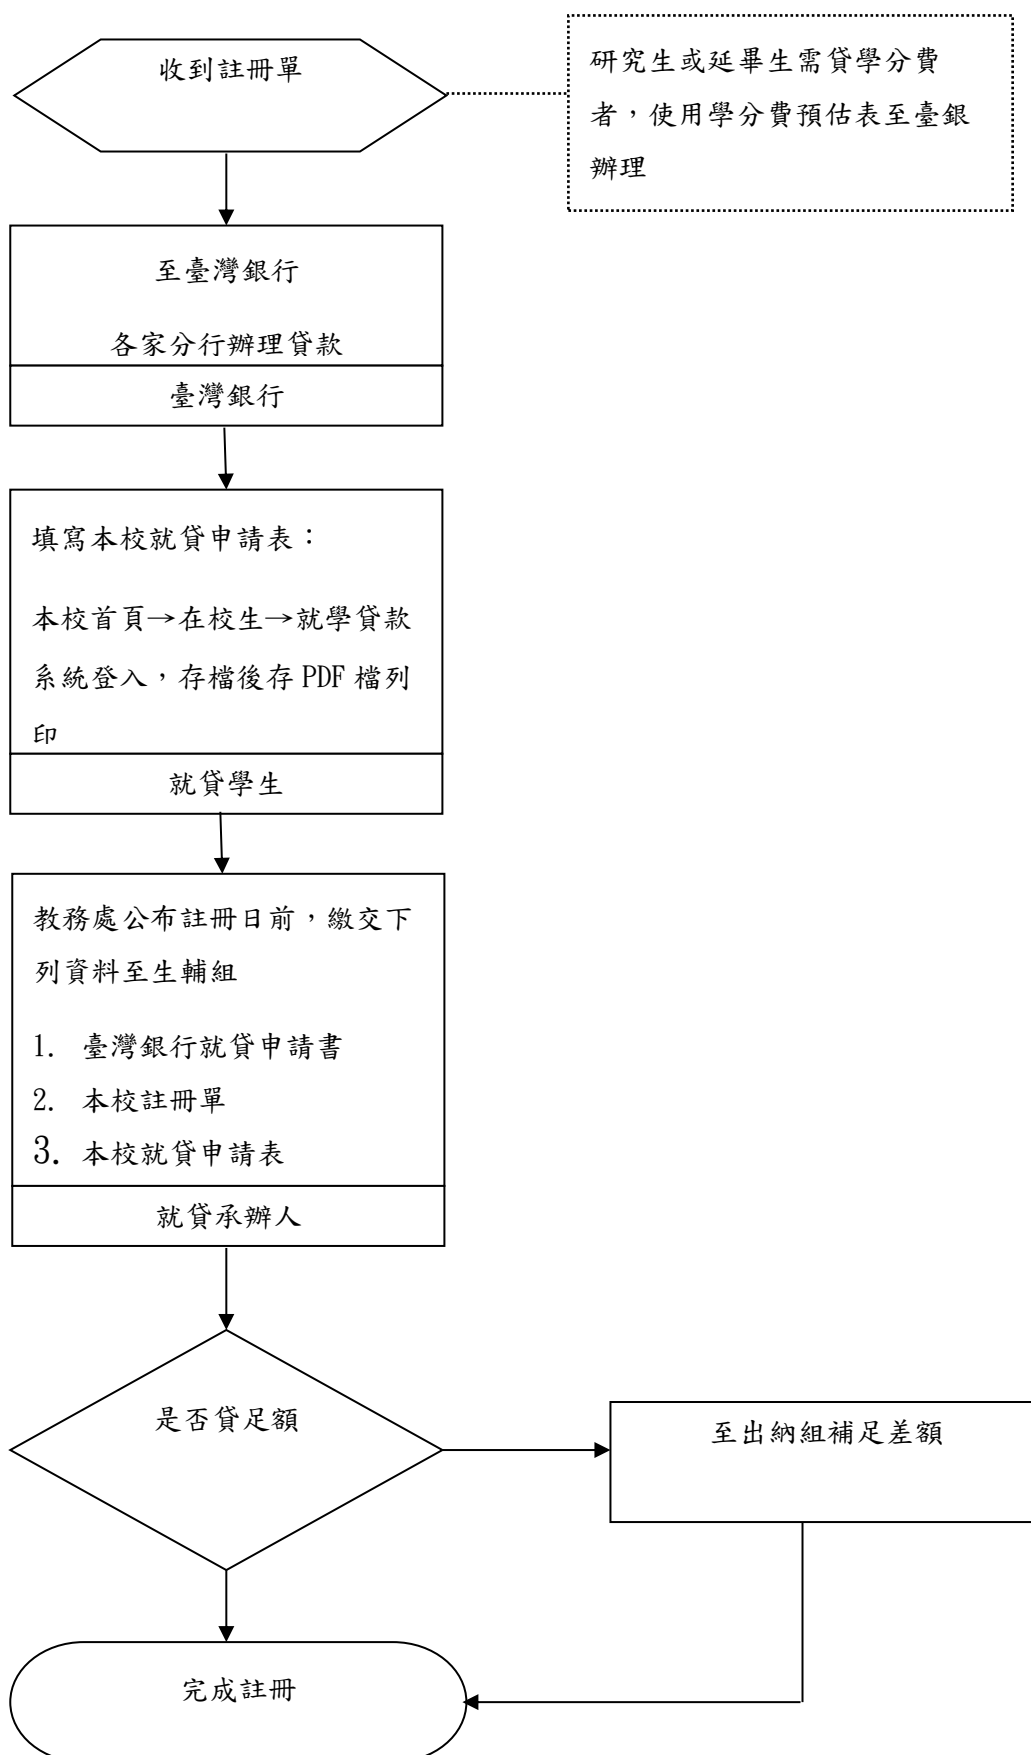 收到註冊單
研究生或延畢生需貸學分費
者，使用學分費預估表至臺銀
辦理
至臺灣銀行
各家分行辦理貸款
臺灣銀行
填寫本校就貸申請表：
本校首頁→在校生→就學貸款
系統登入，存檔後存 PDF 檔列
印
就貸學生
教務處公布註冊日前，繳交下
列資料至生輔組
1. 臺灣銀行就貸申請書
2. 本校註冊單
3. 本校就貸申請表
就貸承辦人
是否貸足額
至出納組補足差額
完成註冊